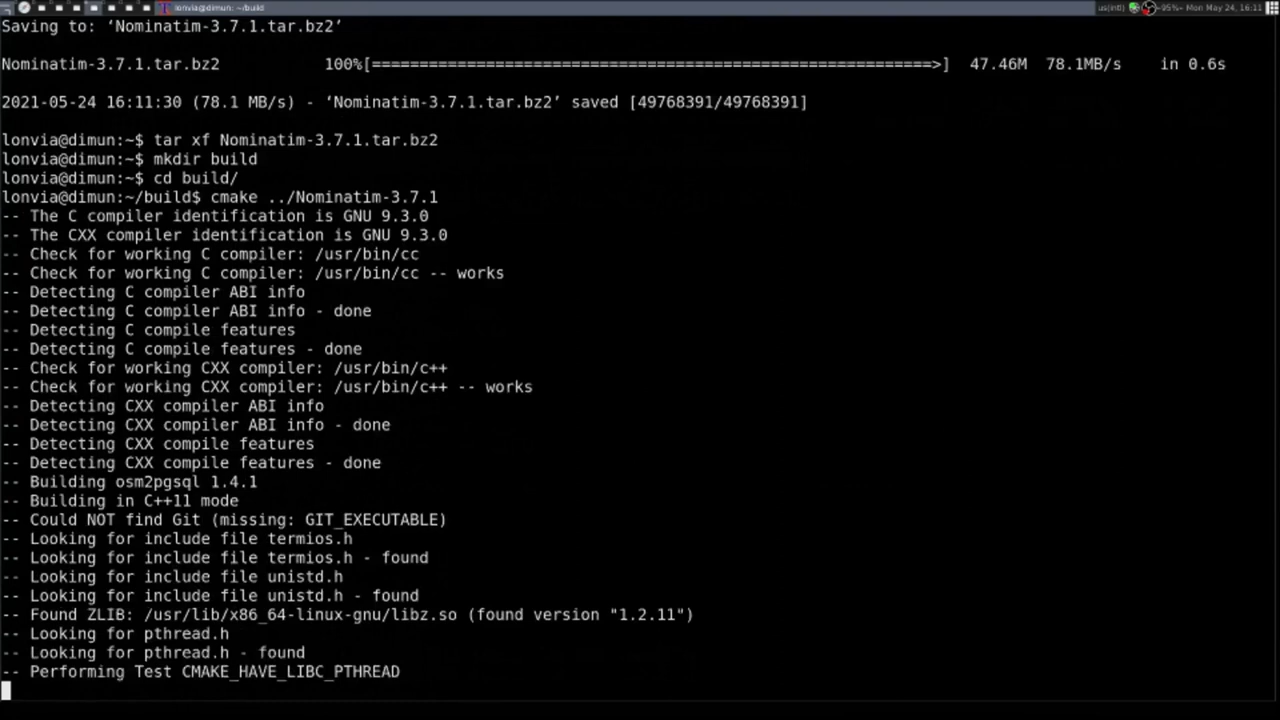 lonvia@dimun: ~/build
us(intl) ~95%~ Mon May 24, 16:11
Saving to: ‘Nominatim-3.7.1.tar.bz2’
Nominatim-3.7.1.tar.bz2 100%[===========================================================>] 47.46M 78.1MB/s in 0.6s
2021-05-24 16:11:30 (78.1 MB/s) - ‘Nominatim-3.7.1.tar.bz2’ saved [49768391/49768391]
lonvia@dimun:~$ tar xf Nominatim-3.7.1.tar.bz2
lonvia@dimun:~$ mkdir build
lonvia@dimun:~$ cd build/
lonvia@dimun:~/build$ cmake ../Nominatim-3.7.1
-- The C compiler identification is GNU 9.3.0
-- The CXX compiler identification is GNU 9.3.0
-- Check for working C compiler: /usr/bin/cc
-- Check for working C compiler: /usr/bin/cc -- works
-- Detecting C compiler ABI info
-- Detecting C compiler ABI info - done
-- Detecting C compile features
-- Detecting C compile features - done
-- Check for working CXX compiler: /usr/bin/c++
-- Check for working CXX compiler: /usr/bin/c++ -- works
-- Detecting CXX compiler ABI info
-- Detecting CXX compiler ABI info - done
-- Detecting CXX compile features
-- Detecting CXX compile features - done
-- Building osm2pgsql 1.4.1
-- Building in C++11 mode
-- Could NOT find Git (missing: GIT_EXECUTABLE)
-- Looking for include file termios.h
-- Looking for include file termios.h - found
-- Looking for include file unistd.h
-- Looking for include file unistd.h - found
-- Found ZLIB: /usr/lib/x86_64-linux-gnu/libz.so (found version "1.2.11")
-- Looking for pthread.h
-- Looking for pthread.h - found
-- Performing Test CMAKE_HAVE_LIBC_PTHREAD